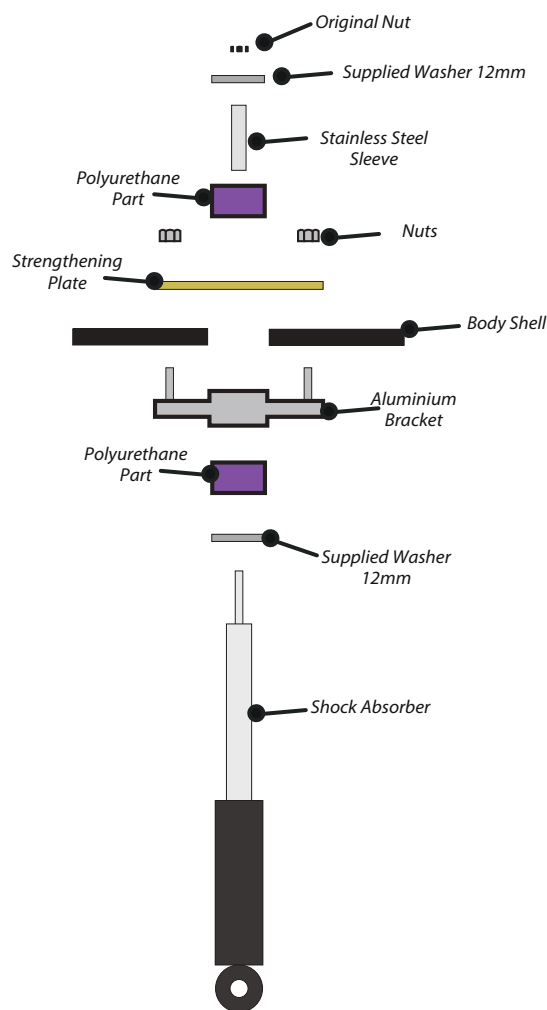 Original Nut
Supplied Washer 12mm
Stainless Steel
Sleeve
Polyurethane
Part
Nuts
Strengthening
Plate
Body Shell
Aluminium
Bracket
Polyurethane
Part
Supplied Washer
12mm
Shock Absorber